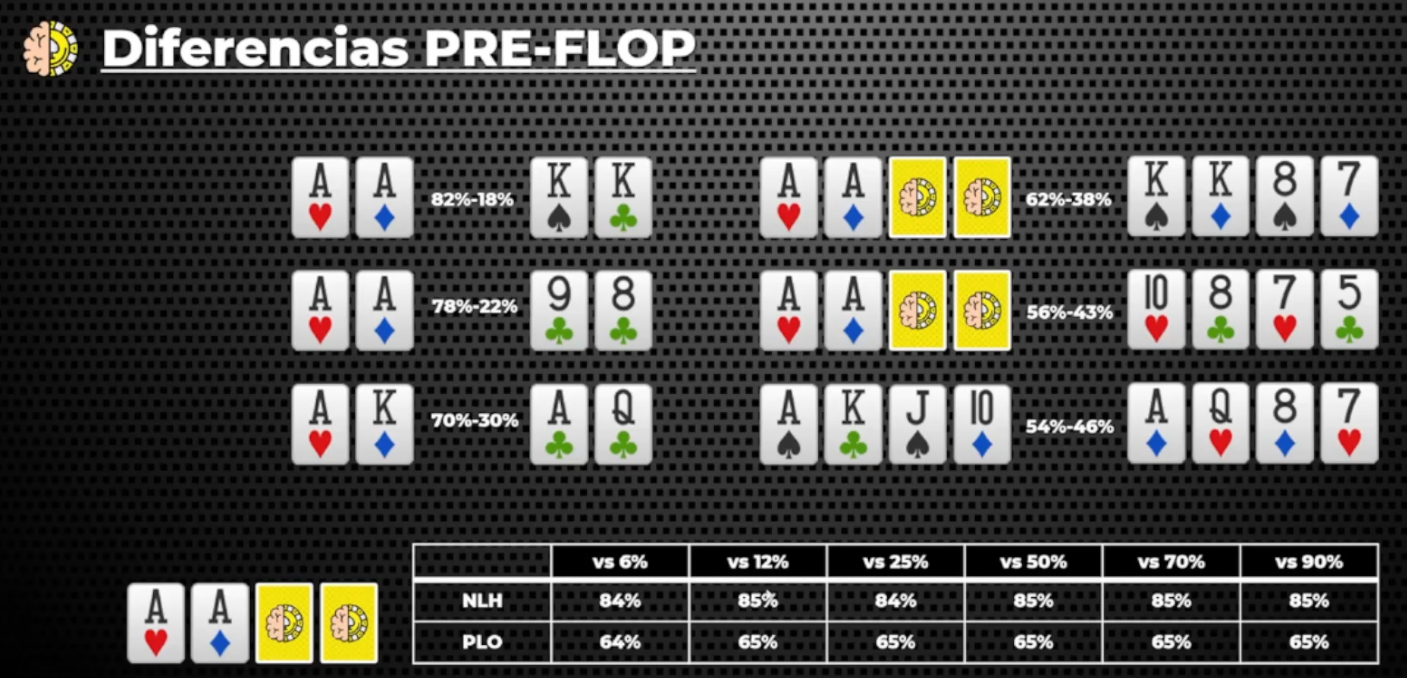 Diferencias PRE-FLOP
A A 82%-18% K K A A 62%-38% K K 8 7
A A 78%-22% 9 8 A A 56%-43% 10 8 7 5
A K 70%-30% A Q A K J 10 54%-46% A Q 8 7
vs 6% vs 12% vs 25% vs 50% vs 70% vs 90%
A A NLH 84% 85% 84% 85% 85% 85%
PLO 64% 65% 65% 65% 65% 65%